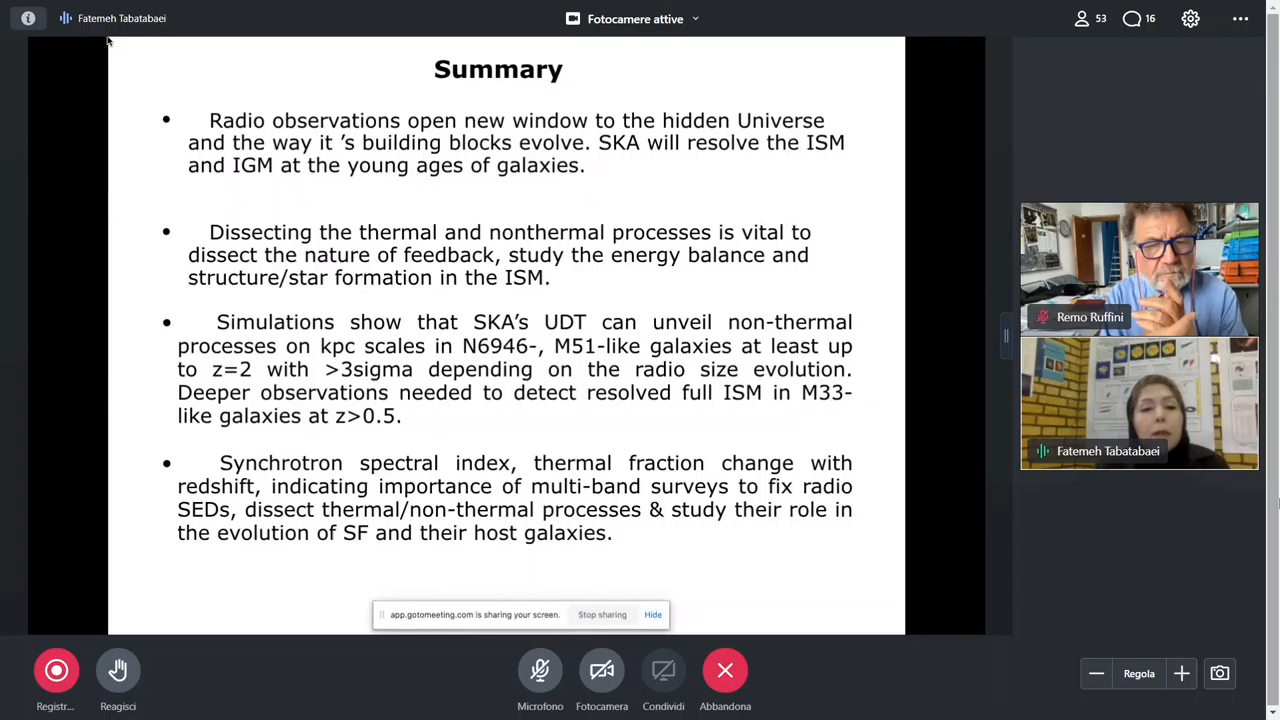 Fatemeh Tabatabaei
Fotocamere attive
53
16
Summary
• Radio observations open new window to the hidden Universe
and the way it 's building blocks evolve. SKA will resolve the ISM
and IGM at the young ages of galaxies.
• Dissecting the thermal and nonthermal processes is vital to
dissect the nature of feedback, study the energy balance and
structure/star formation in the ISM.
• Simulations show that SKA's UDT can unveil non-thermal
processes on kpc scales in N6946-, M51-like galaxies at least up
to z=2 with >3sigma depending on the radio size evolution.
Deeper observations needed to detect resolved full ISM in M33-
like galaxies at z>0.5.
• Synchrotron spectral index, thermal fraction change with
redshift, indicating importance of multi-band surveys to fix radio
SEDs, dissect thermal/non-thermal processes & study their role in
the evolution of SF and their host galaxies.
app.gotomeeting.com is sharing your screen. Stop sharing Hide
Remo Ruffini
Fatemeh Tabatabaei
Registr...
Reagisci
Microfono
Fotocamera
Condividi
Abbandona
Regola